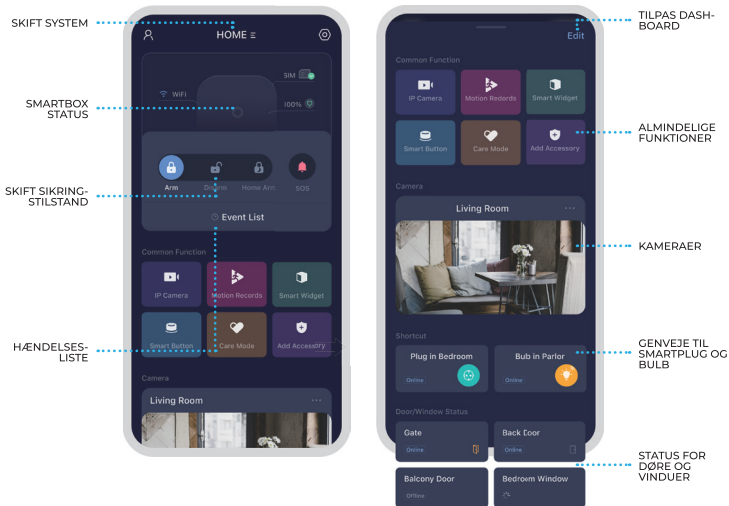 SKIFT SYSTEM
SMARTBOX
STATUS
SKIFT SIKRING-
STILSTAND
HÆNDELSES-
LISTE
HOME
SIM
WiFi
100%
Arm
Disarm
Home Arm
SOS
Event List
Common Function
IP Camera
Motion Records
Smart Widget
Smart Button
Care Mode
Add Accessory
Camera
Living Room
Edit
Common Function
IP Camera
Motion Redords
Smart Widget
Smart Button
Care Mode
Add Accessory
Camera
Living Room
Shortcut
Plug in Bedroom
Bub in Parlor
Online
Online
Door/Window Status
Gate
Back Door
Online
Online
Balcony Door
Bedroem Window
Offline
TILPAS DASH-
BOARD
ALMINDELIGE
FUNKTIONER
KAMERAER
GENVEJE TIL
SMARTPLUG OG
BULB
STATUS FOR
DØRE OG
VINDUER